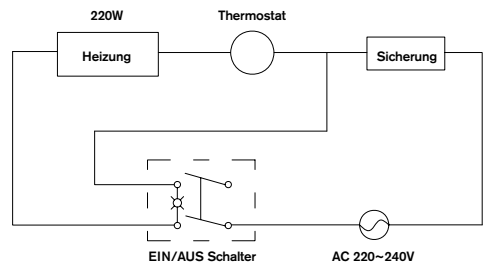 220W
Thermostat
Heizung
Sicherung
EIN/AUS Schalter
AC 220~240V